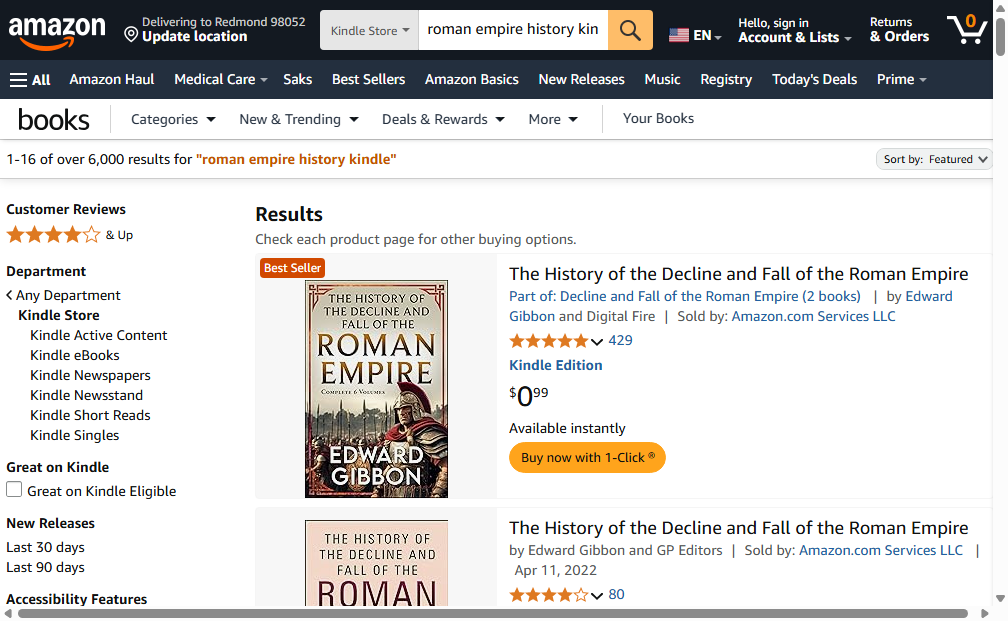 amazon
Delivering to Redmond 98052
Update location
Kindle Store
roman empire history kin
EN
Hello, sign in
Account & Lists
Returns
& Orders
0
All
Amazon Haul
Medical Care
Saks
Best Sellers
Amazon Basics
New Releases
Music
Registry
Today's Deals
Prime
books
Categories
New & Trending
Deals & Rewards
More
Your Books
1-16 of over 6,000 results for "roman empire history kindle"
Sort by: Featured
Customer Reviews
& Up
Department
Any Department
Kindle Store
Kindle Active Content
Kindle eBooks
Kindle Newspapers
Kindle Newsstand
Kindle Short Reads
Kindle Singles
Great on Kindle
Great on Kindle Eligible
New Releases
Last 30 days
Last 90 days
Accessibility Features
Results
Check each product page for other buying options.
Best Seller
THE HISTORY OF
THE DECLINE AND
FALL OF THE
ROMAN
EMPIRE
COMPLETE 6 VOLUMES
EDWARD
GIBBON
The History of the Decline and Fall of the Roman Empire
Part of: Decline and Fall of the Roman Empire (2 books) | by Edward
Gibbon and Digital Fire | Sold by: Amazon.com Services LLC
429
Kindle Edition
$0.99
Available instantly
Buy now with 1-Click ®
THE HISTORY OF
THE DECLINE AND
FALL OF THE
ROMAN
The History of the Decline and Fall of the Roman Empire
by Edward Gibbon and GP Editors | Sold by: Amazon.com Services LLC |
Apr 11, 2022
80